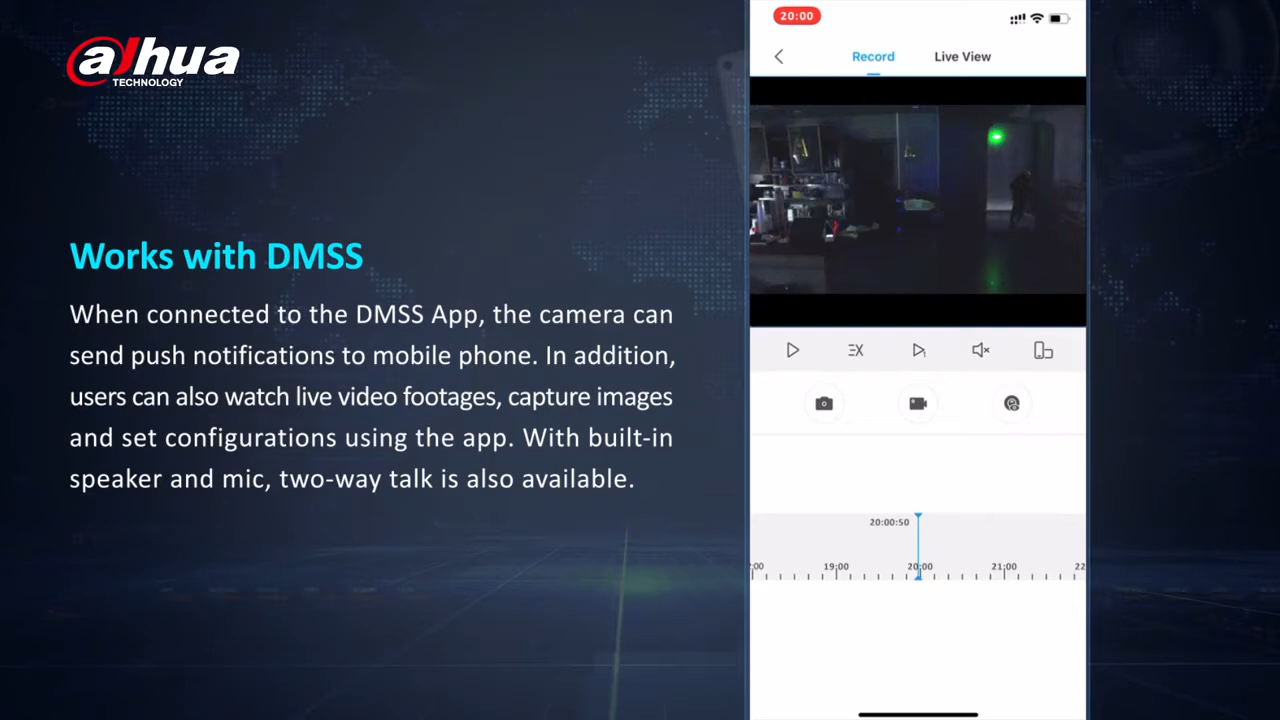 alhua
TECHNOLOGY
Works with DMSS
When connected to the DMSS App, the camera can
send push notifications to mobile phone. In addition,
users can also watch live video footages, capture images
and set configurations using the app. With built-in
speaker and mic, two-way talk is also available.
20:00
Record Live View
20:00:50
:00 19:00 20:00 21:00 22